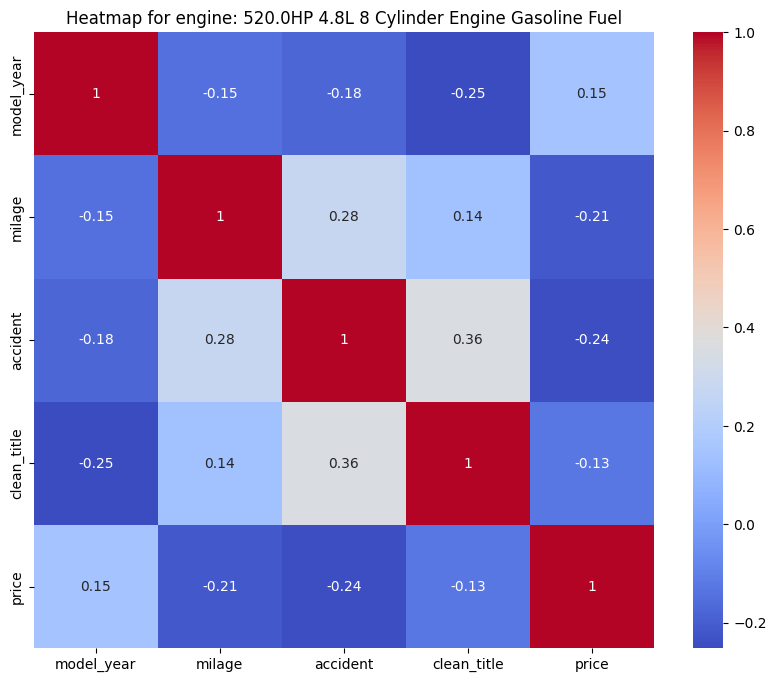 Heatmap for engine: 520.0HP 4.8L 8 Cylinder Engine Gasoline Fuel
model_year 1 -0.15 -0.18 -0.25 0.15
milage -0.15 1 0.28 0.14 -0.21
accident -0.18 0.28 1 0.36 -0.24
clean_title -0.25 0.14 0.36 1 -0.13
price 0.15 -0.21 -0.24 -0.13 1
model_year milage accident clean_title price
1.0
0.8
0.6
0.4
0.2
0.0
−0.2